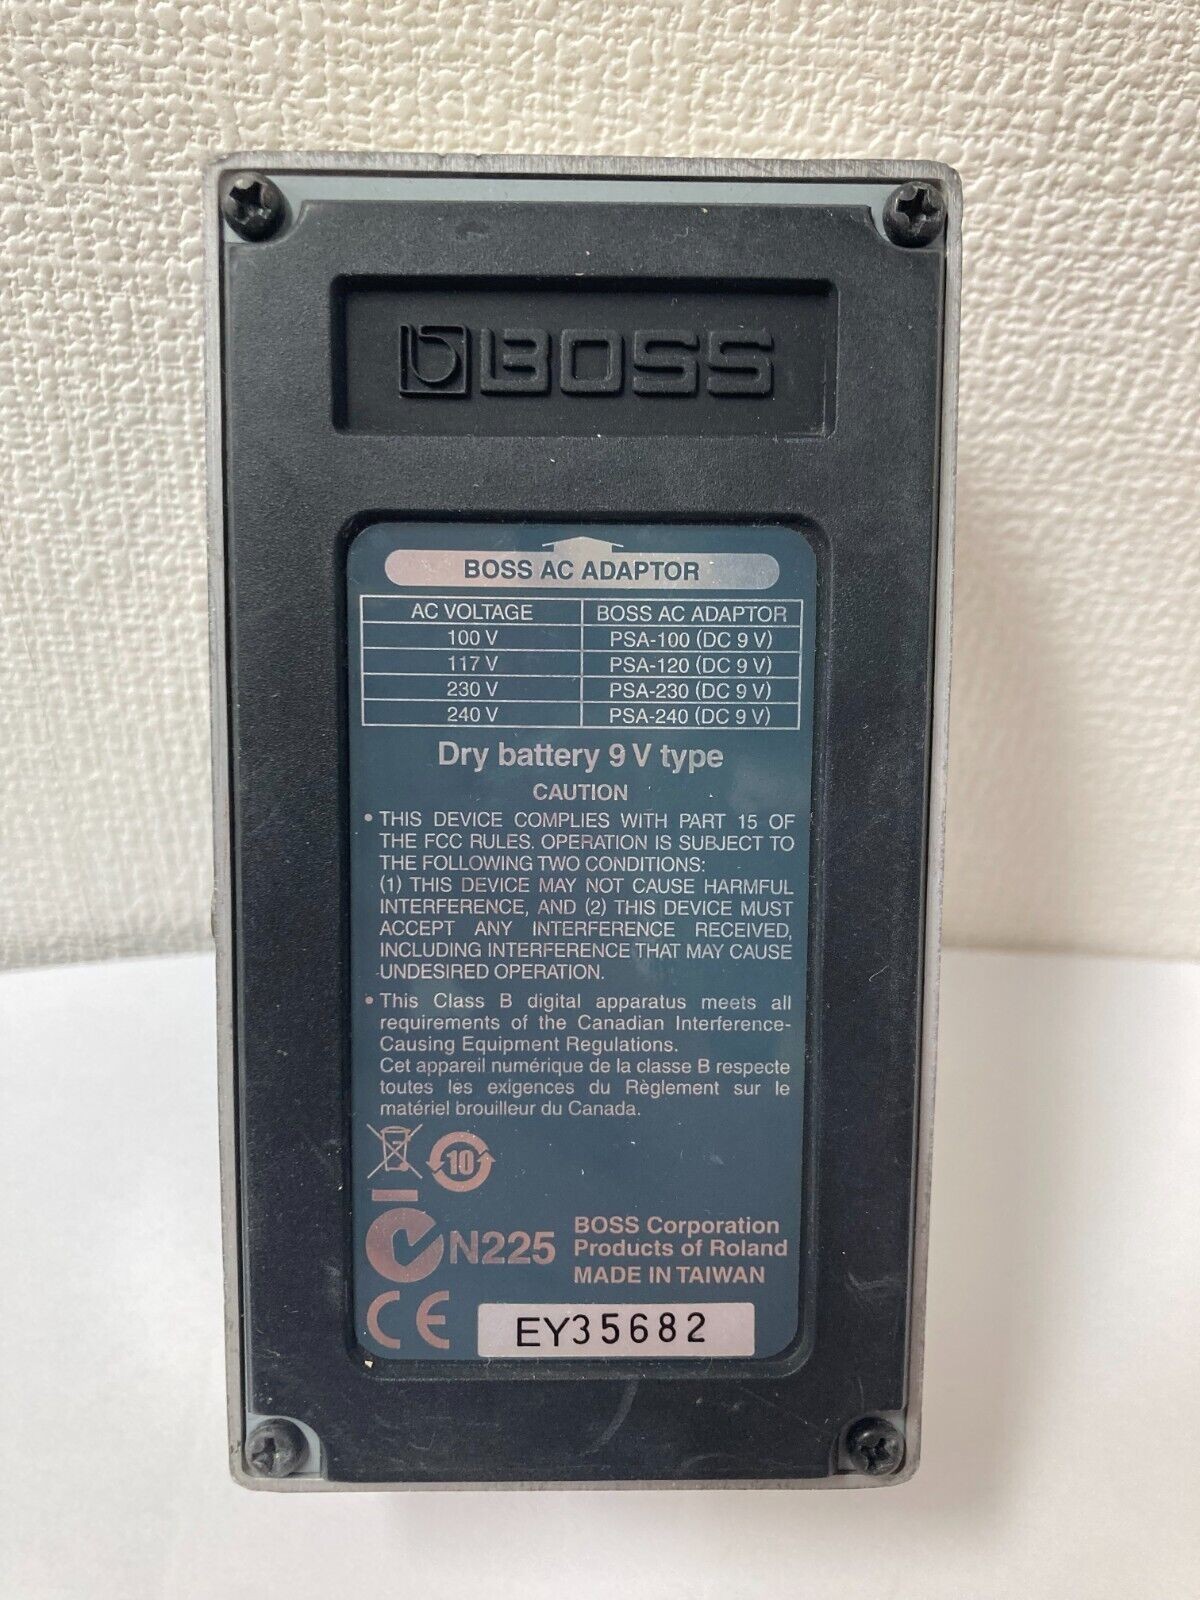 BOSS
BOSS AC ADAPTOR
AC VOLTAGE BOSS AC ADAPTOR
100 V PSA-100 (DC 9 V)
117 V PSA-120 (DC 9 V)
230 V PSA-230 (DC 9 V)
240 V PSA-240 (DC 9 V)
Dry battery 9 V type
CAUTION
• THIS DEVICE COMPLIES WITH PART 15 OF
THE FCC RULES. OPERATION IS SUBJECT TO
THE FOLLOWING TWO CONDITIONS:
(1) THIS DEVICE MAY NOT CAUSE HARMFUL
INTERFERENCE, AND (2) THIS DEVICE MUST
ACCEPT ANY INTERFERENCE RECEIVED,
INCLUDING INTERFERENCE THAT MAY CAUSE
UNDESIRED OPERATION.
• This Class B digital apparatus meets all
requirements of the Canadian Interference-
Causing Equipment Regulations.
Cet appareil numérique de la classe B respecte
toutes les exigences du Règlement sur le
matériel brouilleur du Canada.
10
N225
BOSS Corporation
Products of Roland
MADE IN TAIWAN
CE
EY35682